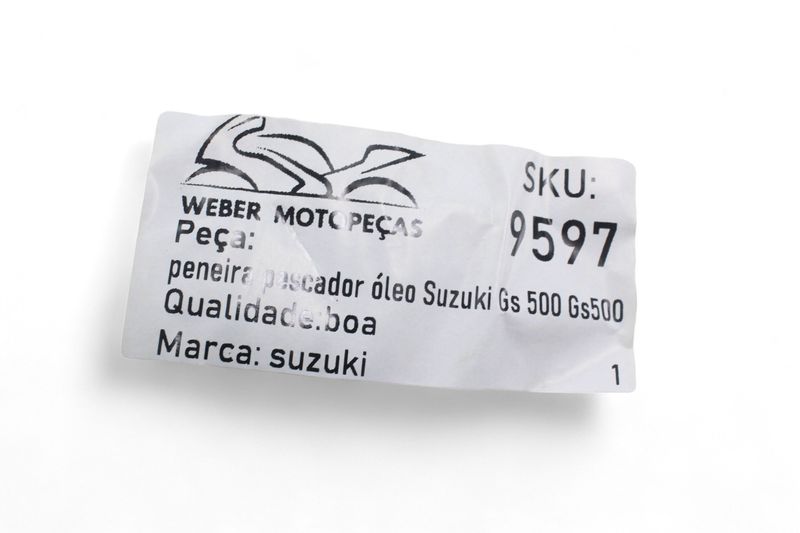 WEBER MOTOPEÇAS
SKU:
9597
Peça:
peneira pescador óleo Suzuki Gs 500 Gs500
Qualidade:boa
Marca: suzuki
1